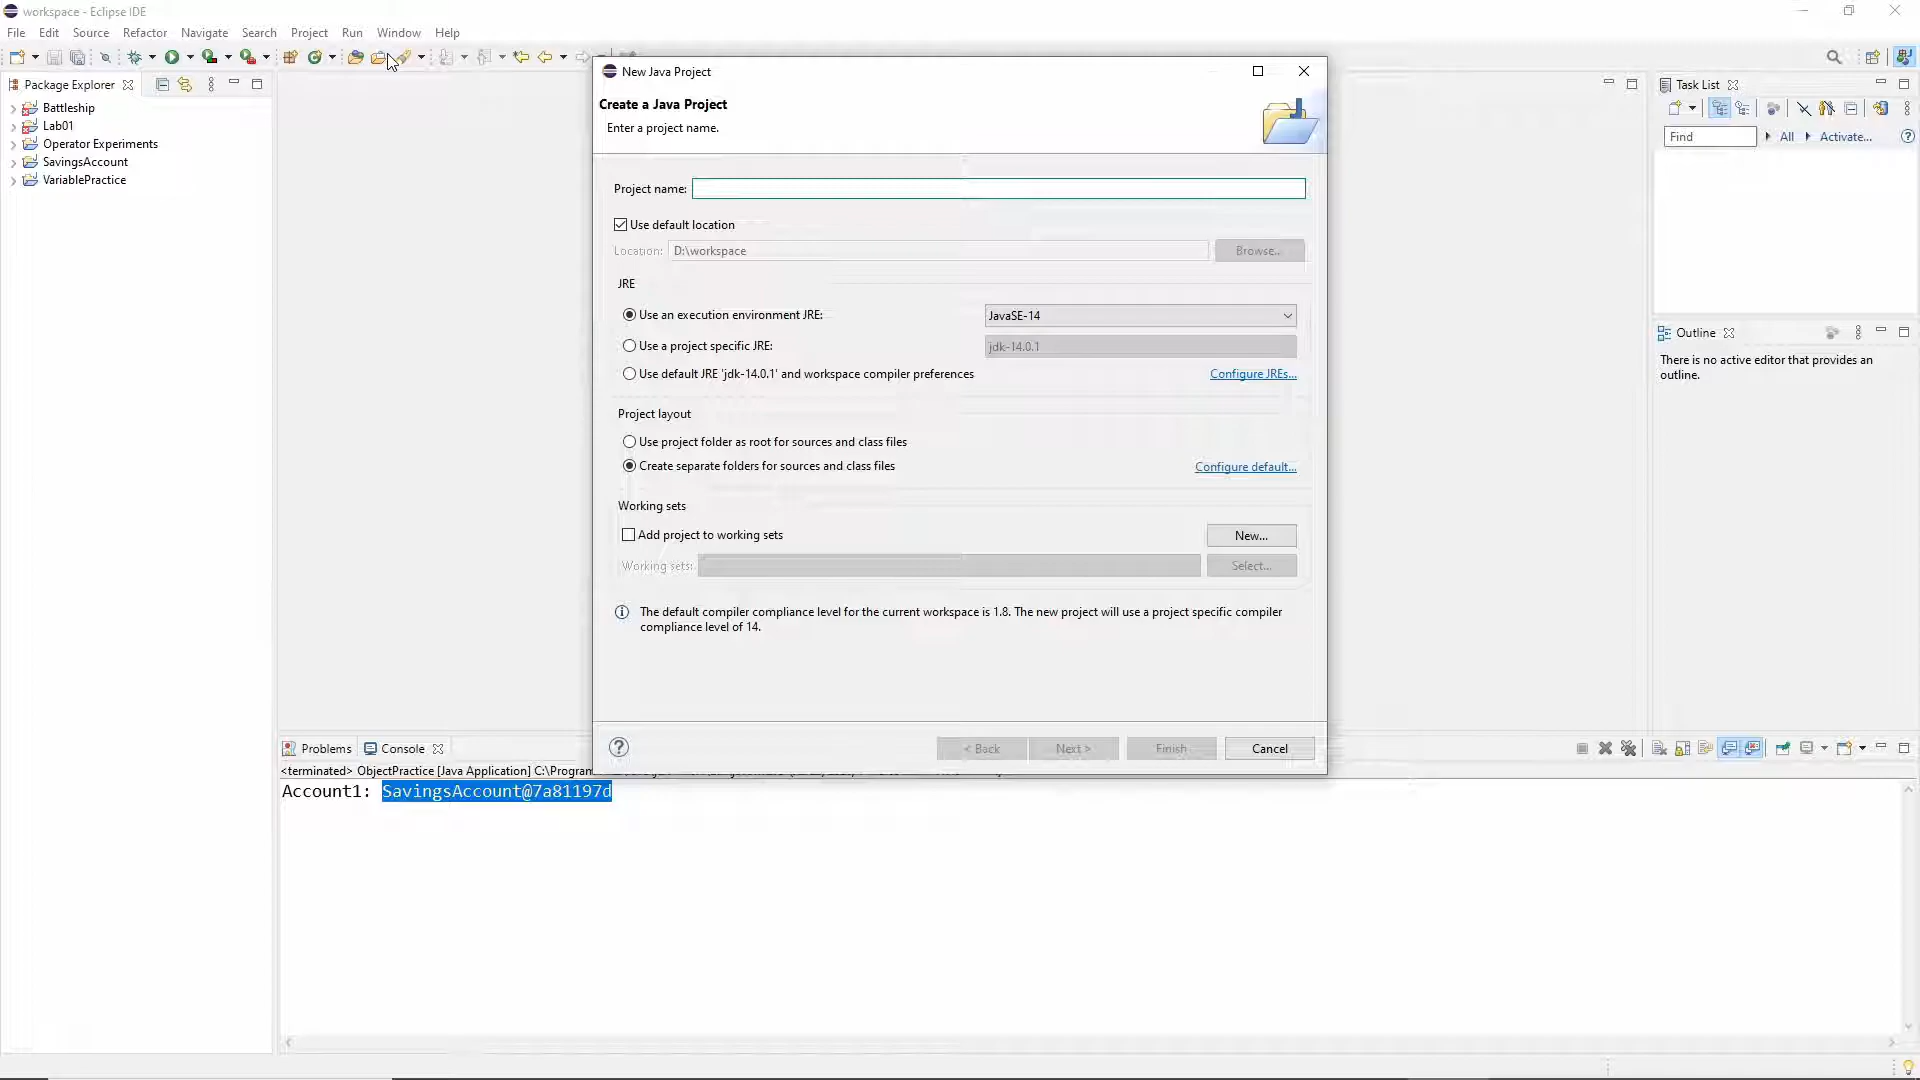 workspace - Eclipse IDE
File Edit Source Refactor Navigate Search Project Run Window Help
Package Explorer
Battleship
Lab01
Operator Experiments
SavingsAccount
VariablePractice
New Java Project
Create a Java Project
Enter a project name.
Project name:
Use default location
Location: D:\workspace Browse...
JRE
Use an execution environment JRE: JavaSE-14
Use a project specific JRE: jdk-14.0.1
Use default JRE 'jdk-14.0.1' and workspace compiler preferences Configure JREs...
Project layout
Use project folder as root for sources and class files
Create separate folders for sources and class files Configure default...
Working sets
Add project to working sets New...
Working sets: Select...
The default compiler compliance level for the current workspace is 1.8. The new project will use a project specific compiler
compliance level of 14.
< Back Next > Finish Cancel
Task List
Find All Activate...
Outline
There is no active editor that provides an
outline.
Problems Console
<terminated> ObjectPractice [Java Application] C:\Program
Account1: SavingsAccount@7a81197d